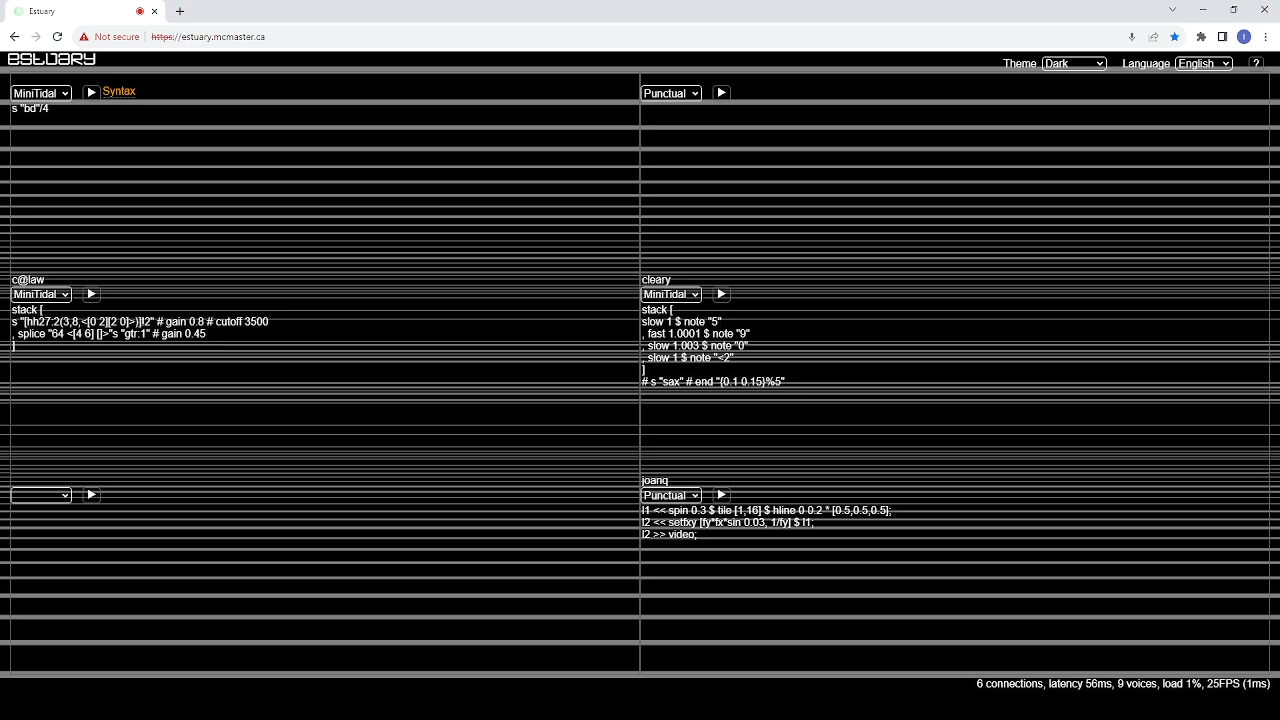 Estuary
Not secure https://estuary.mcmaster.ca
estuary
Theme Dark Language English ?
MiniTidal Syntax
s "bd"/4
Punctual
c@law
MiniTidal
stack [
s "[hh27:2(3,8,<[0 2][2 0]>)]!2" # gain 0.8 # cutoff 3500
, splice "64 <[4 6] []>"s "gtr:1" # gain 0.45
]
cleary
MiniTidal
stack [
slow 1 $ note "5"
, fast 1.0001 $ note "9"
, slow 1.003 $ note "0"
, slow 1 $ note "<2"
]
# s "sax" # end "{0.1 0.15}%5"
joanq
Punctual
l1 << spin 0.3 $ tile [1,16] $ hline 0 0.2 * [0.5,0.5,0.5];
l2 << setfxy [fy*fx*sin 0.03, 1/fy] $ l1;
l2 >> video;
6 connections, latency 56ms, 9 voices, load 1%, 25FPS (1ms)